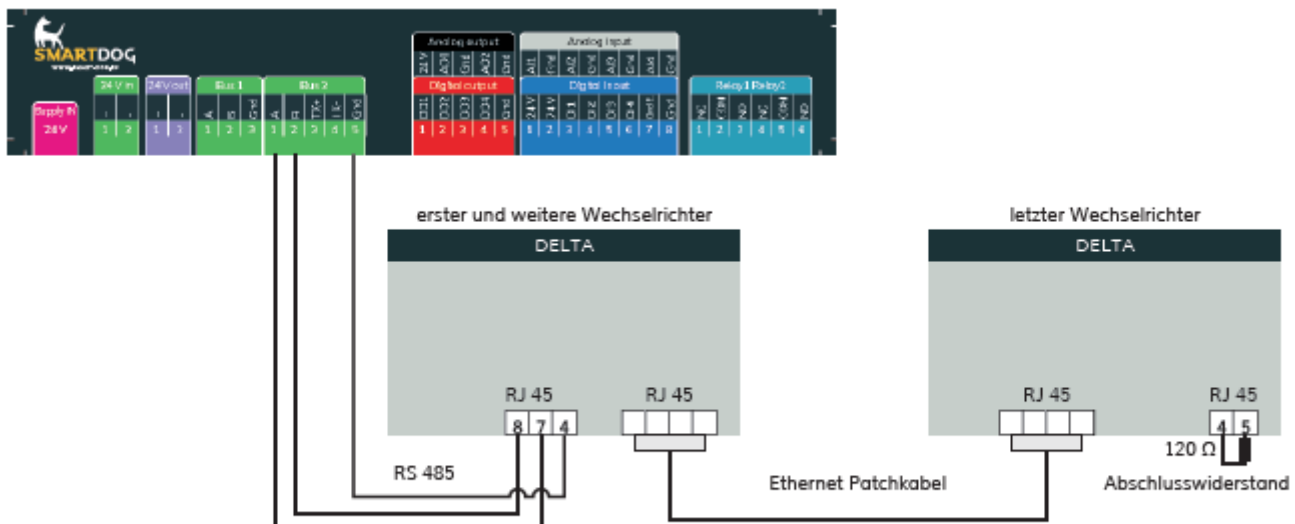 SMARTDOG
Analog output
Analog input
24V AO1 Gnd AO2 Gnd
AI1 Gnd AI2 Gnd AI3 Gnd AI4 Gnd
24 V in
24V out
Bus 1
Bus 2
Digital output
Digital Input
Relay1 Relay2
Supply IN
24V
A B Gnd
A B TX+ TX- Gnd
DO1 DO2 DO3 DO4 Gnd
24V 24V DI1 DI2 DI3 DI4 Gnd
NC COM NO NC COM NO
1 2
1 2
1 2 3
1 2 3 4 5
1 2 3 4 5
1 2 3 4 5 6 7 8
1 2 3 4 5 6
erster und weitere Wechselrichter
letzter Wechselrichter
DELTA
DELTA
RJ 45
RJ 45
RJ 45
RJ 45
8 7 4
4 5
120 Ω
RS 485
Ethernet Patchkabel
Abschlusswiderstand